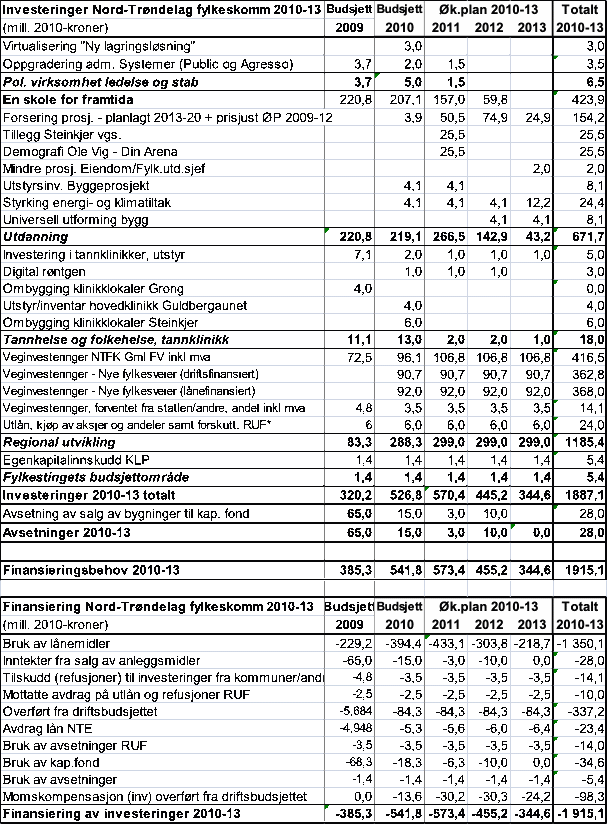 Investeringer Nord-Trøndelag fylkeskomm 2010-13 Budsjett Budsjett Øk.plan 2010-13 Totalt
(mill. 2010-kroner) 2009 2010 2011 2012 2013 2010-13
Virtualisering "Ny lagringsløsning" 3,0 3,0
Oppgradering adm. Systemer (Public og Agresso) 3,7 2,0 1,5 3,5
Pol. virksomhet ledelse og stab 3,7 5,0 1,5 6,5
En skole for framtida 220,8 207,1 157,0 59,8 423,9
Forsering prosj. - planlagt 2013-20 + prisjust ØP 2009-12 3,9 50,5 74,9 24,9 154,2
Tillegg Steinkjer vgs. 25,5 25,5
Demografi Ole Vig - Din Arena 25,5 25,5
Mindre prosj. Eiendom/Fylk.utd.sjef 2,0 2,0
Utstyrsinv. Byggeprosjekt 4,1 4,1 8,1
Styrking energi- og klimatiltak 4,1 4,1 4,1 12,2 24,4
Universell utforming bygg 4,1 4,1 8,1
Utdanning 220,8 219,1 266,5 142,9 43,2 671,7
Investering i tannklinikker, utstyr 7,1 2,0 1,0 1,0 1,0 5,0
Digital røntgen 1,0 1,0 1,0 3,0
Ombygging klinikklokaler Grong 4,0 0,0
Utstyr/inventar hovedklinikk Guldbergaunet 4,0 4,0
Ombygging klinikklokaler Steinkjer 6,0 6,0
Tannhelse og folkehelse, tannklinikk 11,1 13,0 2,0 2,0 1,0 18,0
Veginvesteringer NTFK Gml FV inkl mva 72,5 96,1 106,8 106,8 106,8 416,5
Veginvesteringer - Nye fylkesveier (driftsfinansiert) 90,7 90,7 90,7 90,7 362,8
Veginvesteringer - Nye fylkesveier (lånefinansiert) 92,0 92,0 92,0 92,0 368,0
Veginvesteringer, forventet fra statlen/andre, andel inkl mva 4,8 3,5 3,5 3,5 3,5 14,1
Utlån, kjøp av aksjer og andeler samt forskutt. RUF* 6 6,0 6,0 6,0 6,0 24,0
Regional utvikling 83,3 288,3 299,0 299,0 299,0 1185,4
Egenkapitalinnskudd KLP 1,4 1,4 1,4 1,4 1,4 5,4
Fylkestingets budsjettområde 1,4 1,4 1,4 1,4 1,4 5,4
Investeringer 2010-13 totalt 320,2 526,8 570,4 445,2 344,6 1887,1
Avsetning av salg av bygninger til kap. fond 65,0 15,0 3,0 10,0 28,0
Avsetninger 2010-13 65,0 15,0 3,0 10,0 0,0 28,0
Finansieringsbehov 2010-13 385,3 541,8 573,4 455,2 344,6 1915,1
Finansiering Nord-Trøndelag fylkeskomm 2010-13 Budsjett Budsjett Øk.plan 2010-13 Totalt
(mill. 2010-kroner) 2009 2010 2011 2012 2013 2010-13
Bruk av lånemidler -229,2 -394,4 -433,1 -303,8 -218,7 -1 350,1
Inntekter fra salg av anleggsmidler -65,0 -15,0 -3,0 -10,0 0,0 -28,0
Tilskudd (refusjoner) til investeringer fra kommuner/andr -4,8 -3,5 -3,5 -3,5 -3,5 -14,1
Mottatte avdrag på utlån og refusjoner RUF -2,5 -2,5 -2,5 -2,5 -2,5 -10,0
Overført fra driftsbudsjettet -5,684 -84,3 -84,3 -84,3 -84,3 -337,2
Avdrag lån NTE -4,948 -5,3 -5,6 -6,0 -6,4 -23,4
Bruk av avsetninger RUF -3,5 -3,5 -3,5 -3,5 -3,5 -14,0
Bruk av kap.fond -68,3 -18,3 -6,3 -10,0 0,0 -34,6
Bruk av avsetninger -1,4 -1,4 -1,4 -1,4 -1,4 -5,4
Momskompensasjon (inv) overført fra driftsbudsjettet 0,0 -13,6 -30,2 -30,3 -24,2 -98,3
Finansiering av investeringer 2010-13 -385,3 -541,8 -573,4 -455,2 -344,6 -1 915,1